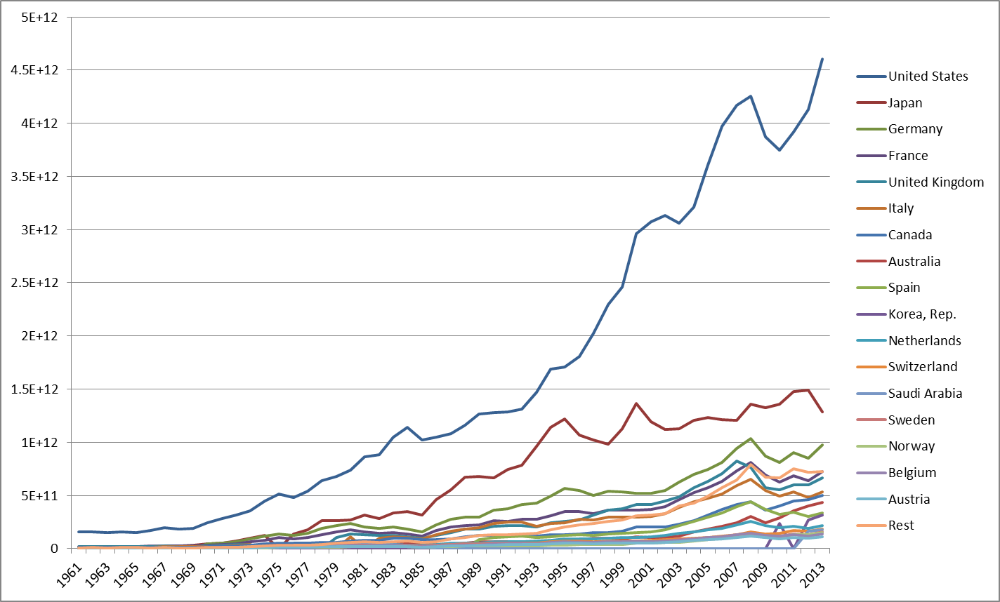 5E+12
4.5E+12
4E+12
3.5E+12
3E+12
2.5E+12
2E+12
1.5E+12
1E+12
5E+11
0
1961
1963
1965
1967
1969
1971
1973
1975
1977
1979
1981
1983
1985
1987
1989
1991
1993
1995
1997
1999
2001
2003
2005
2007
2009
2011
2013
United States
Japan
Germany
France
United Kingdom
Italy
Canada
Australia
Spain
Korea, Rep.
Netherlands
Switzerland
Saudi Arabia
Sweden
Norway
Belgium
Austria
Rest